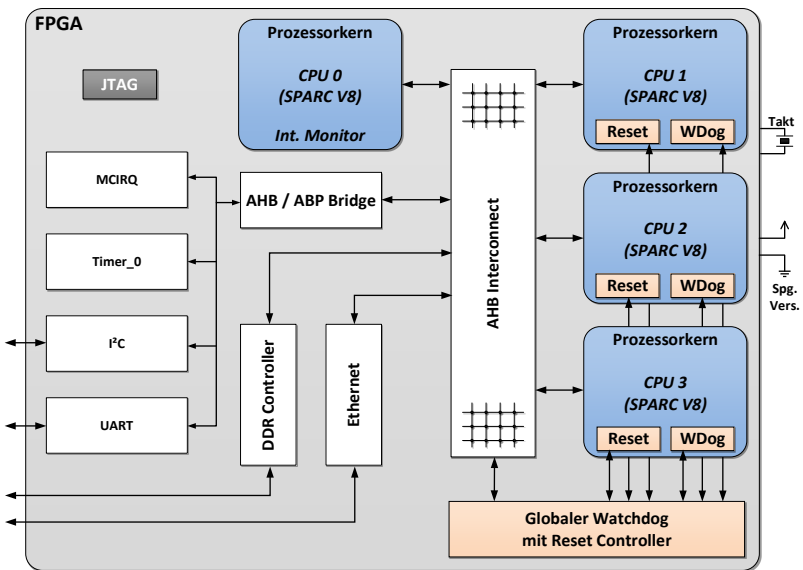 FPGA
JTAG
Prozessorkern
CPU 0
(SPARC V8)
Int. Monitor
Prozessorkern
CPU 1
(SPARC V8)
Reset
WDog
Takt
MCIRQ
AHB / ABP Bridge
Timer_0
I²C
UART
DDR Controller
Ethernet
AHB Interconnect
Prozessorkern
CPU 2
(SPARC V8)
Reset
WDog
Spg.
Vers.
Prozessorkern
CPU 3
(SPARC V8)
Reset
WDog
Globaler Watchdog
mit Reset Controller